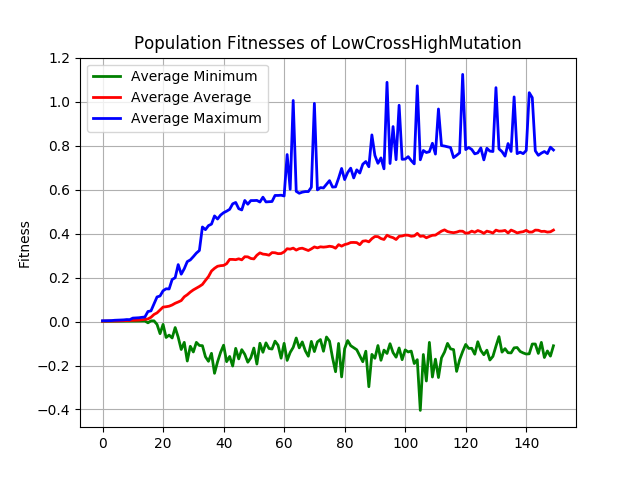 Population Fitnesses of LowCrossHighMutation
Average Minimum
Average Average
Average Maximum
Fitness
1.2
1.0
0.8
0.6
0.4
0.2
0.0
−0.2
−0.4
0 20 40 60 80 100 120 140